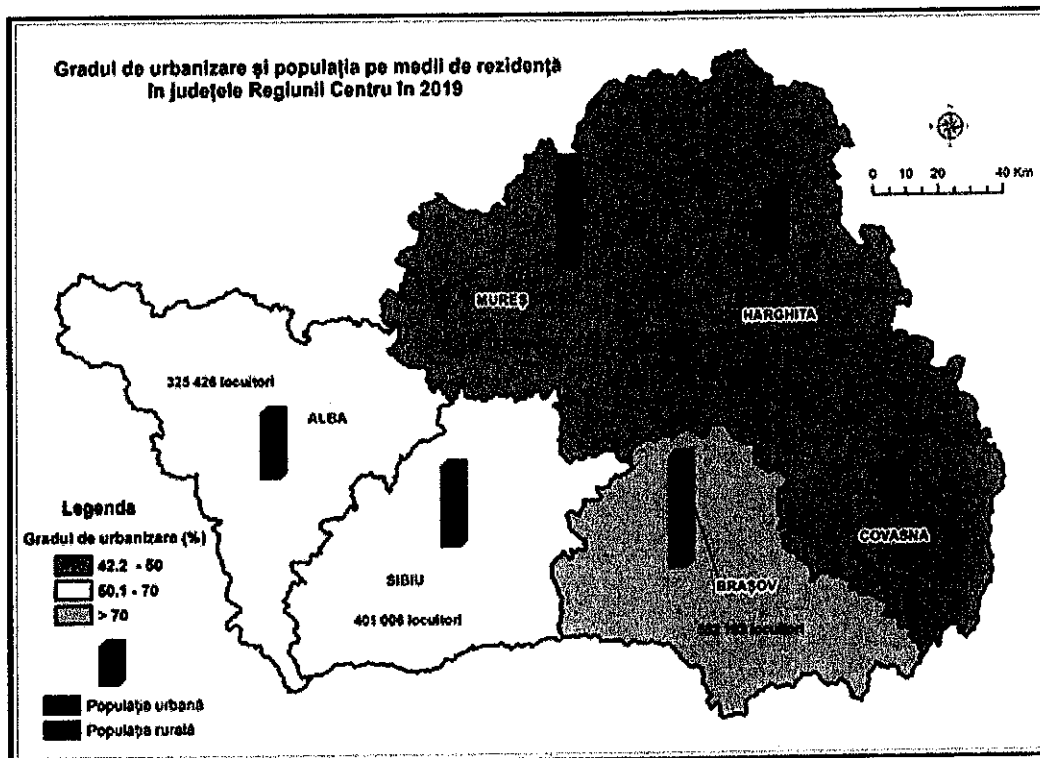 Gradul de urbanizare și populația pe medii de rezidență
în județele Regiunii Centru în 2019
0 10 20 40 Km
MUREȘ
HARGHITA
325 426 locuitori
ALBA
Legenda
Gradul de urbanizare (%)
42.2 - 50
50.1 - 70
> 70
COVASNA
SIBIU
BRAȘOV
401 006 locuitori
locuitori
Populația urbană
Populația rurală